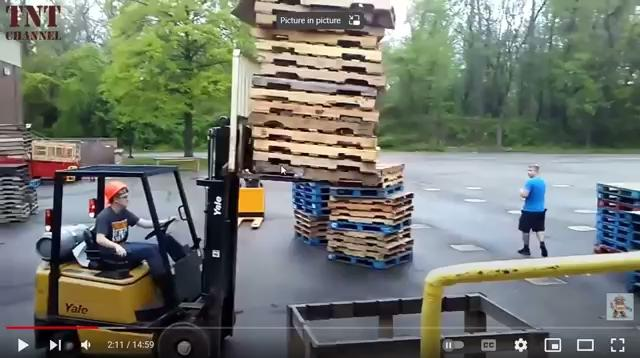 TNT
CHANNEL
Picture in picture
Yale
Yale
2:11 / 14:59
CC